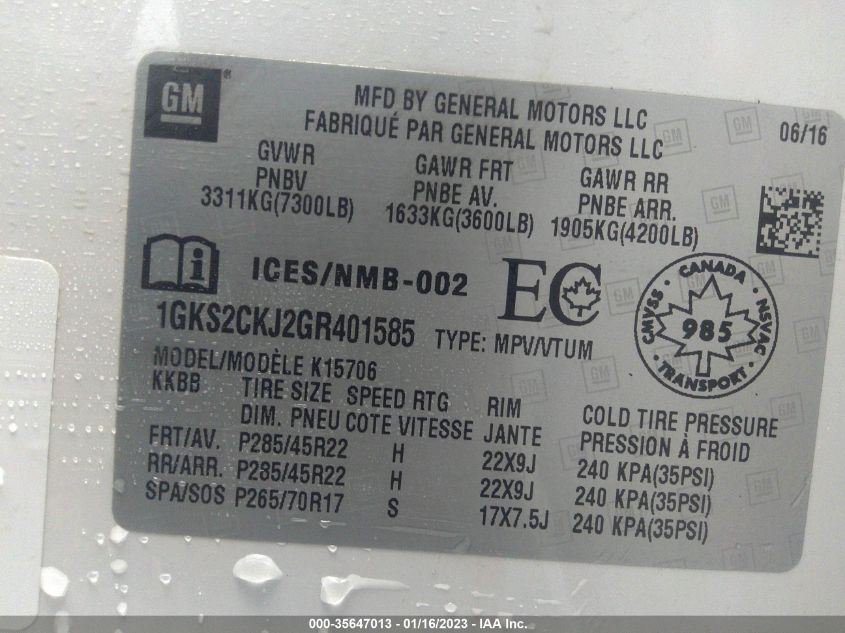 GM
MFD BY GENERAL MOTORS LLC
FABRIQUÉ PAR GENERAL MOTORS LLC
06/16
GVWR GAWR FRT GAWR RR
PNBV PNBE AV. PNBE ARR.
3311KG(7300LB) 1633KG(3600LB) 1905KG(4200LB)
ICES/NMB-002 EC
CANADA
CMVSS 985 NSVAC
TRANSPORT
1GKS2CKJ2GR401585 TYPE: MPV/VTUM
MODEL/MODÈLE K15706
KKBB TIRE SIZE SPEED RTG RIM COLD TIRE PRESSURE
DIM. PNEU COTE VITESSE JANTE PRESSION À FROID
FRT/AV. P285/45R22 H 22X9J 240 KPA(35PSI)
RR/ARR. P285/45R22 H 22X9J 240 KPA(35PSI)
SPA/SOS P265/70R17 S 17X7.5J 240 KPA(35PSI)
000-35647013 - 01/16/2023 - IAA Inc.